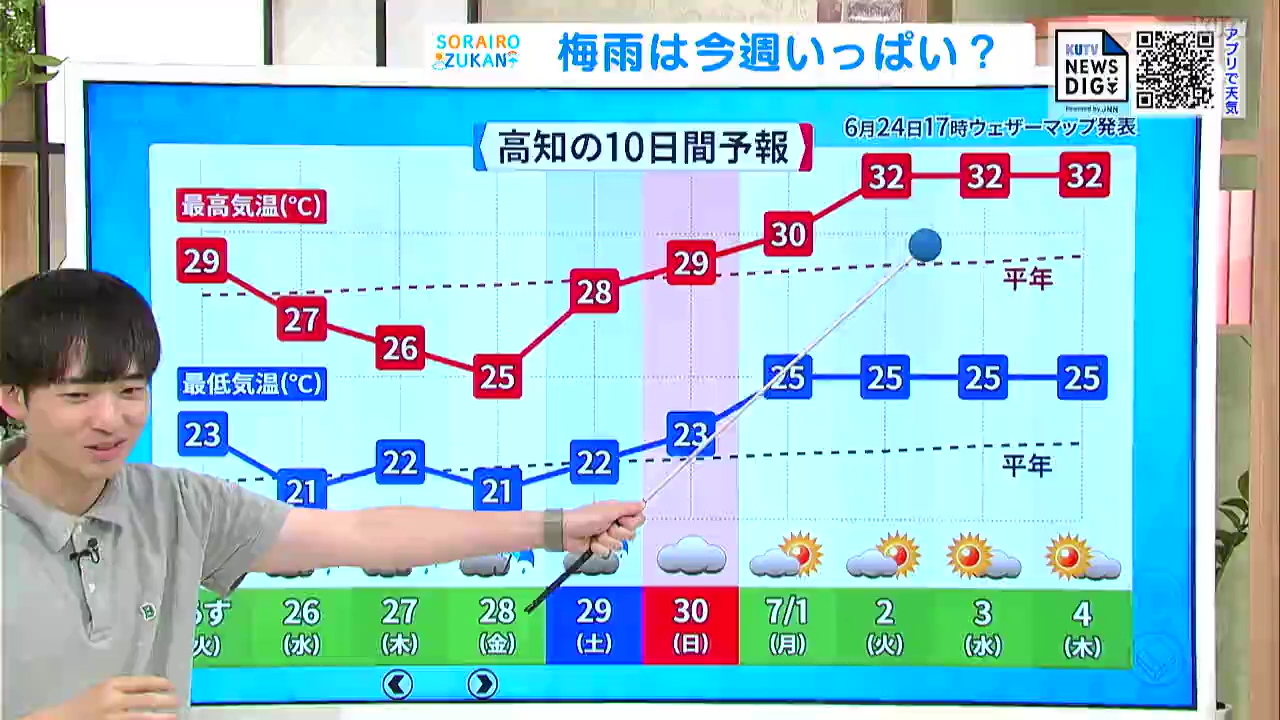 SORAIRO
ZUKAN
梅雨は今週いっぱい？
KUTV
NEWS
DIG
Powered by JNN
アプリで天気
高知の10日間予報
6月24日17時ウェザーマップ発表
最高気温(℃)
29 27 26 25 28 29 30 32 32 32
平年
最低気温(℃)
23 21 22 21 22 23 25 25 25 25
平年
す 26 27 28 29 30 7/1 2 3 4
(火) (水) (木) (金) (土) (日) (月) (火) (水) (木)